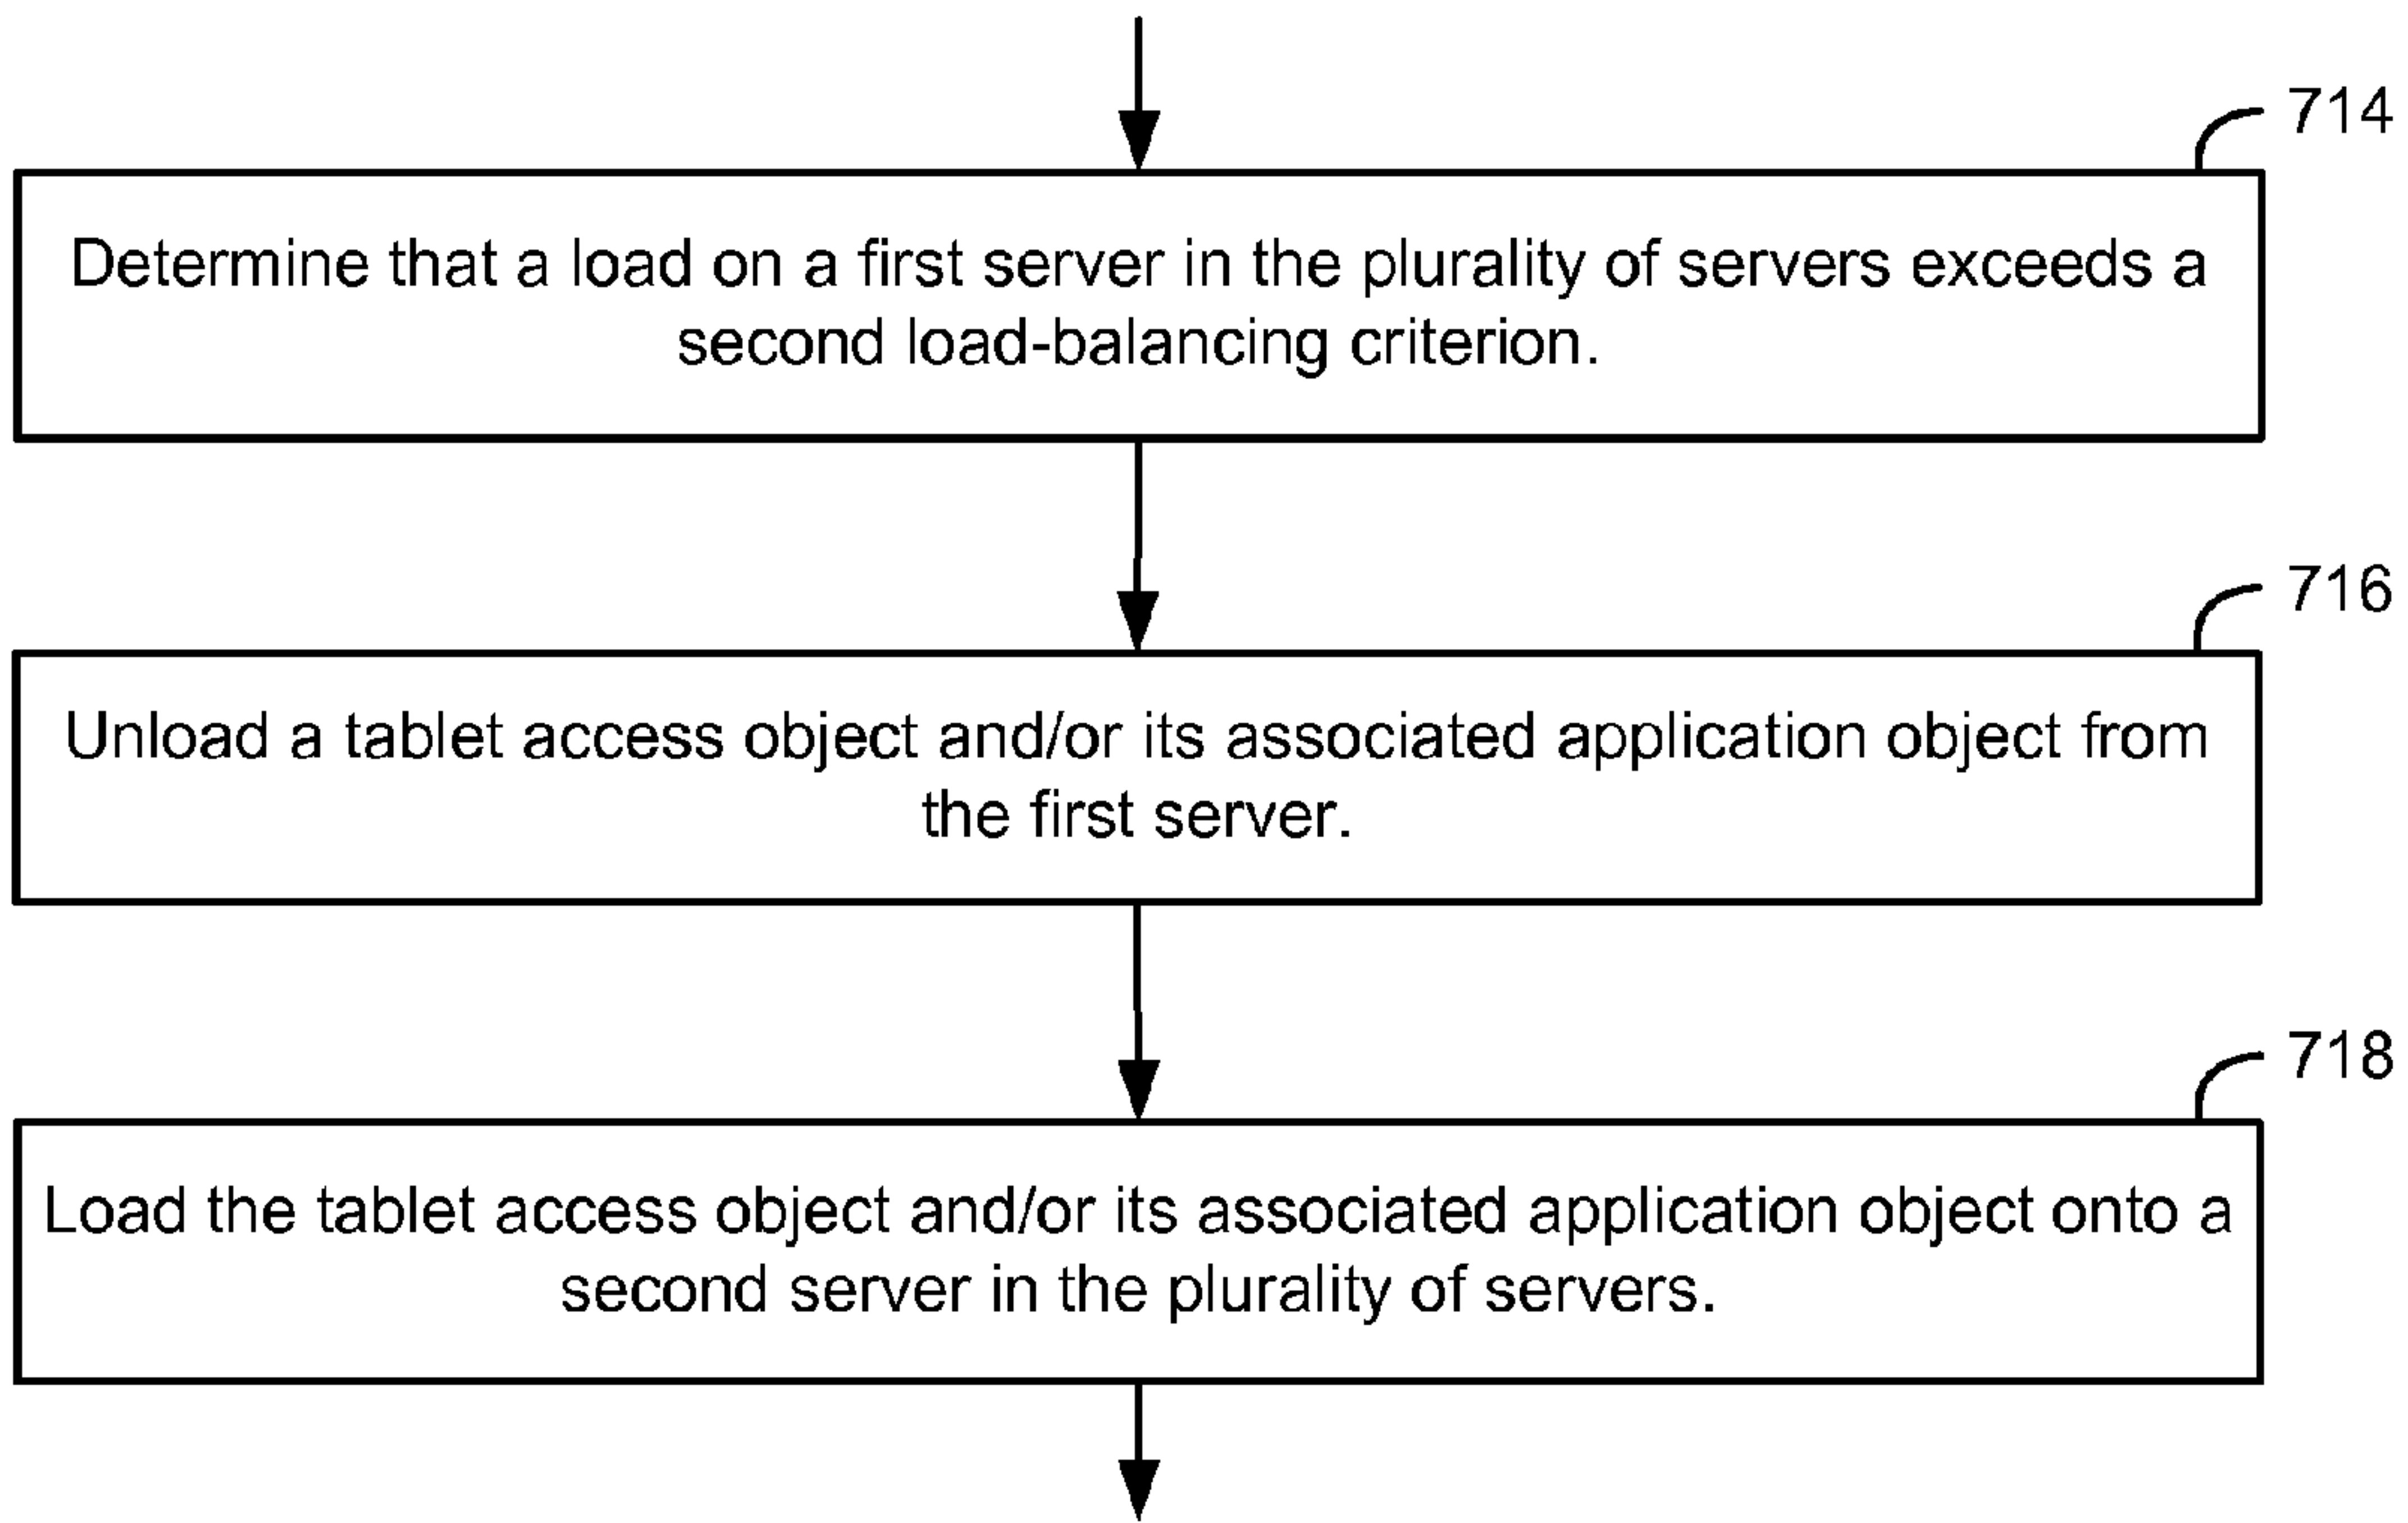 714
Determine that a load on a first server in the plurality of servers exceeds a
second load-balancing criterion.
716
Unload a tablet access object and/or its associated application object from
the first server.
718
Load the tablet access object and/or its associated application object onto a
second server in the plurality of servers.